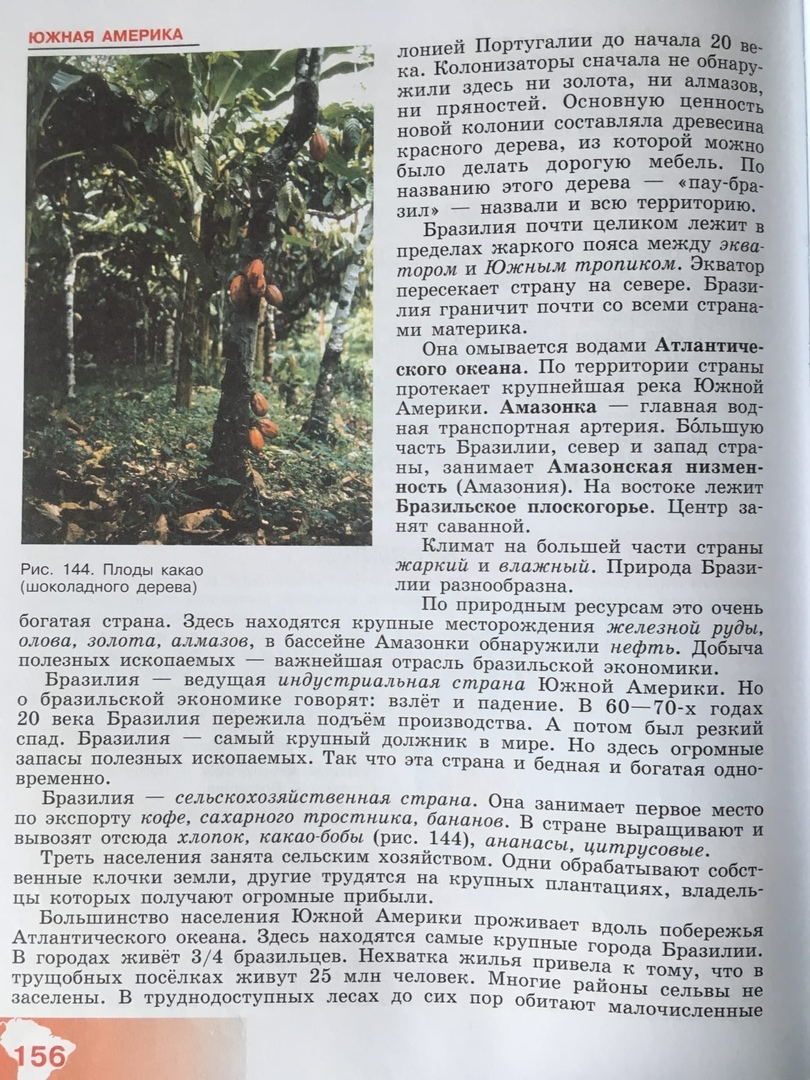 ЮЖНАЯ АМЕРИКА
лонией Португалии до начала 20 ве-
ка. Колонизаторы сначала не обнару-
жили здесь ни золота, ни алмазов,
ни пряностей. Основную ценность
новой колонии составляла древесина
красного дерева, из которой можно
было делать дорогую мебель. По
названию этого дерева — «пау-бра-
зил» — назвали и всю территорию.
Бразилия почти целиком лежит в
пределах жаркого пояса между эква-
тором и Южным тропиком. Экватор
пересекает страну на севере. Брази-
лия граничит почти со всеми страна-
ми материка.
Она омывается водами Атлантиче-
ского океана. По территории страны
протекает крупнейшая река Южной
Америки. Амазонка — главная вод-
ная транспортная артерия. Бо́льшую
часть Бразилии, север и запад стра-
ны, занимает Амазонская низмен-
ность (Амазония). На востоке лежит
Бразильское плоскогорье. Центр за-
нят саванной.
Климат на большей части страны
жаркий и влажный. Природа Брази-
лии разнообразна.
Рис. 144. Плоды какао
(шоколадного дерева)
По природным ресурсам это очень
богатая страна. Здесь находятся крупные месторождения железной руды,
олова, золота, алмазов, в бассейне Амазонки обнаружили нефть. Добыча
полезных ископаемых — важнейшая отрасль бразильской экономики.
Бразилия — ведущая индустриальная страна Южной Америки. Но
о бразильской экономике говорят: взлёт и падение. В 60—70-х годах
20 века Бразилия пережила подъём производства. А потом был резкий
спад. Бразилия — самый крупный должник в мире. Но здесь огромные
запасы полезных ископаемых. Так что эта страна и бедная и богатая одно-
временно.
Бразилия — сельскохозяйственная страна. Она занимает первое место
по экспорту кофе, сахарного тростника, бананов. В стране выращивают и
вывозят отсюда хлопок, какао-бобы (рис. 144), ананасы, цитрусовые.
Треть населения занята сельским хозяйством. Одни обрабатывают собст-
венные клочки земли, другие трудятся на крупных плантациях, владель-
цы которых получают огромные прибыли.
Большинство населения Южной Америки проживает вдоль побережья
Атлантического океана. Здесь находятся самые крупные города Бразилии.
В городах живёт 3/4 бразильцев. Нехватка жилья привела к тому, что в
трущобных посёлках живут 25 млн человек. Многие районы сельвы не
заселены. В труднодоступных лесах до сих пор обитают малочисленные
156